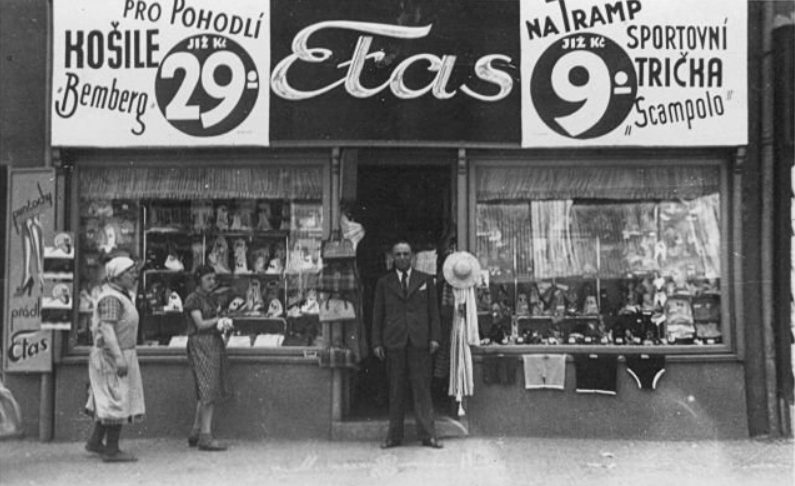 PRO POHODLÍ
KOŠILE
"Bemberg"
JIŽ Kč
29.-
Etas
NA TRAMP
JIŽ Kč
9.-
SPORTOVNÍ
TRIČKA
"Scampolo"
punčochy
prádlo
Etas